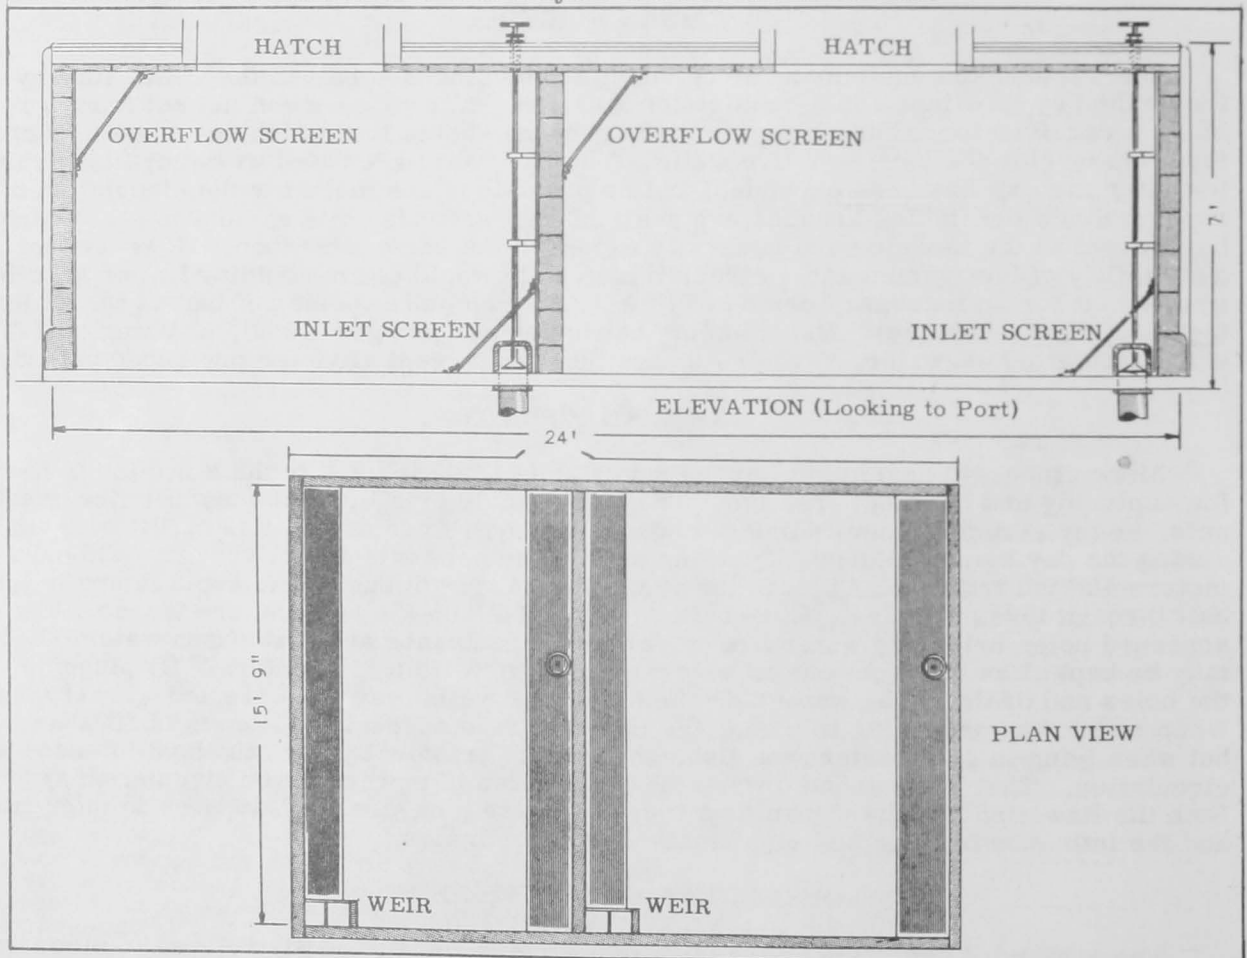 HATCH HATCH
OVERFLOW SCREEN OVERFLOW SCREEN
7'
INLET SCREEN INLET SCREEN
ELEVATION (Looking to Port)
24'
15' 9"
PLAN VIEW
WEIR WEIR